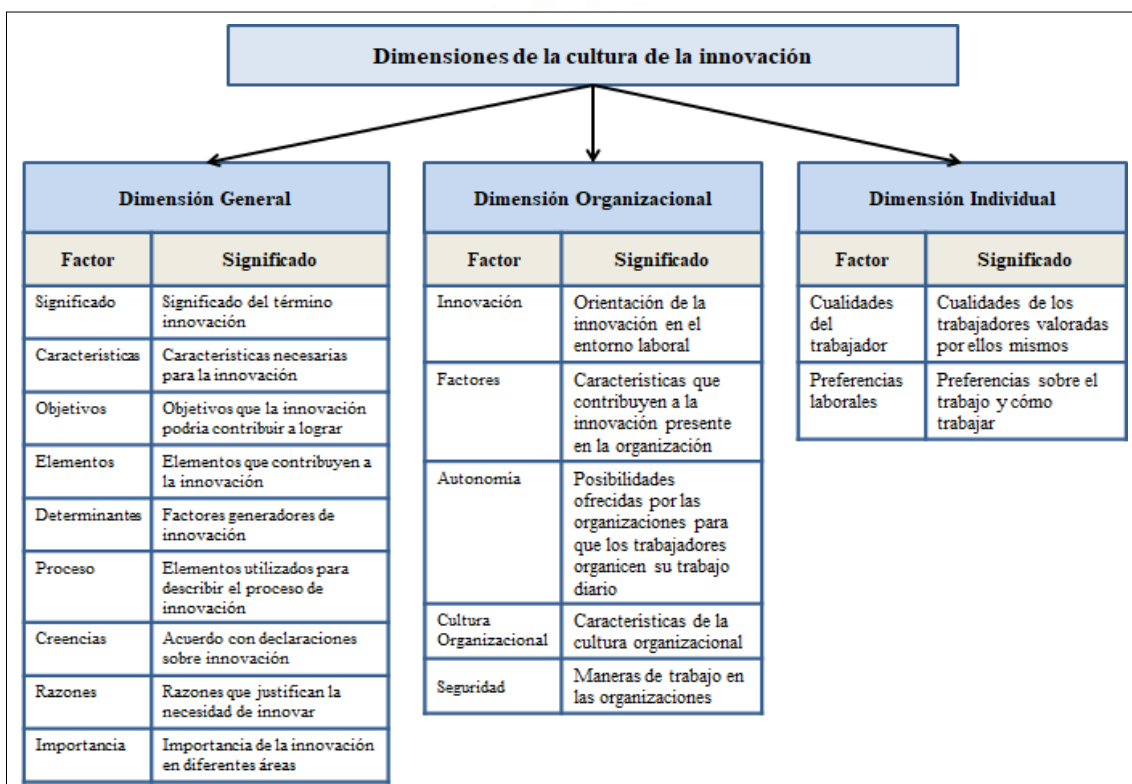 Dimensiones de la cultura de la innovación
Dimensión General
Factor Significado
Significado Significado del término
innovación
Características Características necesarias
para la innovación
Objetivos Objetivos que la innovación
podría contribuir a lograr
Elementos Elementos que contribuyen a
la innovación
Determinantes Factores generadores de
innovación
Proceso Elementos utilizados para
describir el proceso de
innovación
Creencias Acuerdo con declaraciones
sobre innovación
Razones Razones que justifican la
necesidad de innovar
Importancia Importancia de la innovación
en diferentes áreas
Dimensión Organizacional
Factor Significado
Innovación Orientación de la
innovación en el
entorno laboral
Factores Características que
contribuyen a la
innovación presente
en la organización
Autonomía Posibilidades
ofrecidas por las
organizaciones para
que los trabajadores
organicen su trabajo
diario
Cultura Características de la
Organizacional cultura organizacional
Seguridad Maneras de trabajo en
las organizaciones
Dimensión Individual
Factor Significado
Cualidades Cualidades de los
del trabajadores valoradas
trabajador por ellos mismos
Preferencias Preferencias sobre el
laborales trabajo y cómo
trabajar